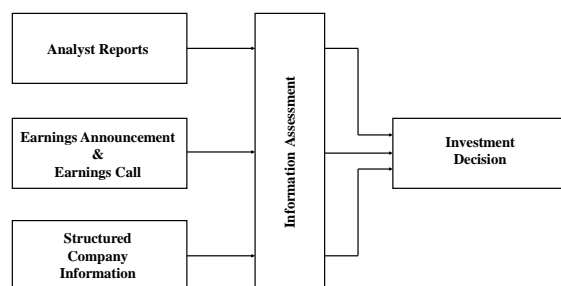 Analyst Reports
Earnings Announcement
&
Earnings Call
Structured
Company
Information
Information Assessment
Investment
Decision